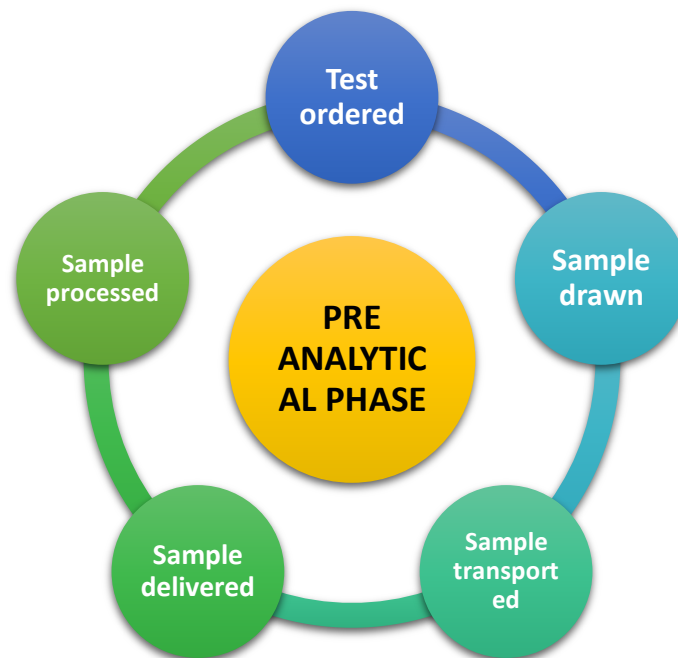 Test
ordered
Sample
drawn
Sample
transport
ed
Sample
delivered
Sample
processed
PRE
ANALYTIC
AL PHASE